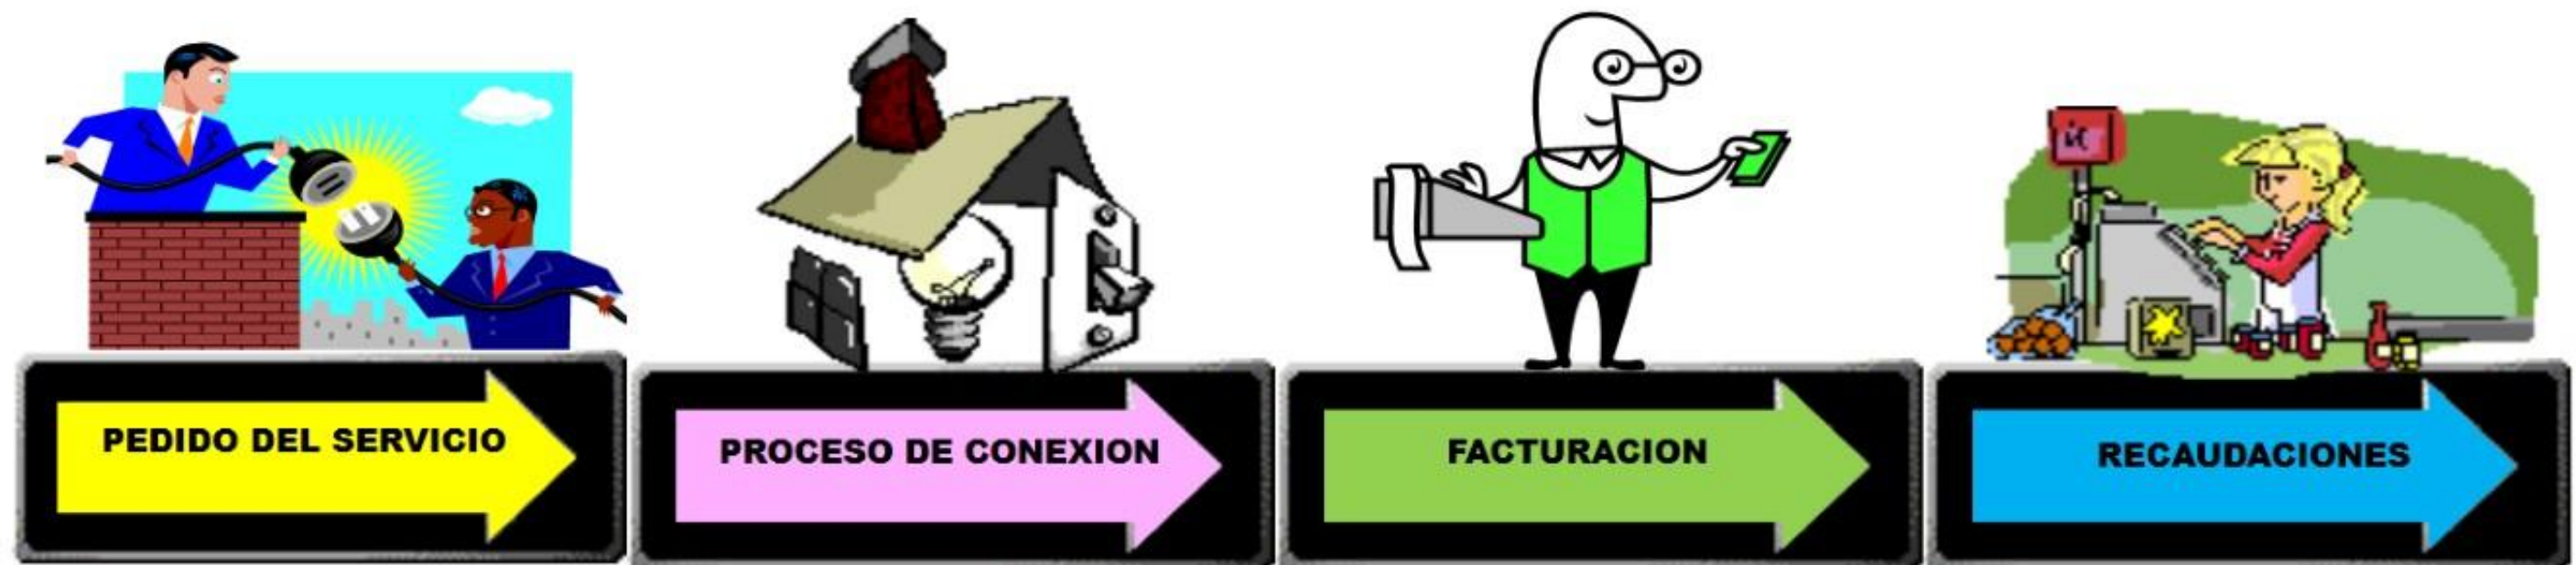 PEDIDO DEL SERVICIO
PROCESO DE CONEXION
FACTURACION
RECAUDACIONES